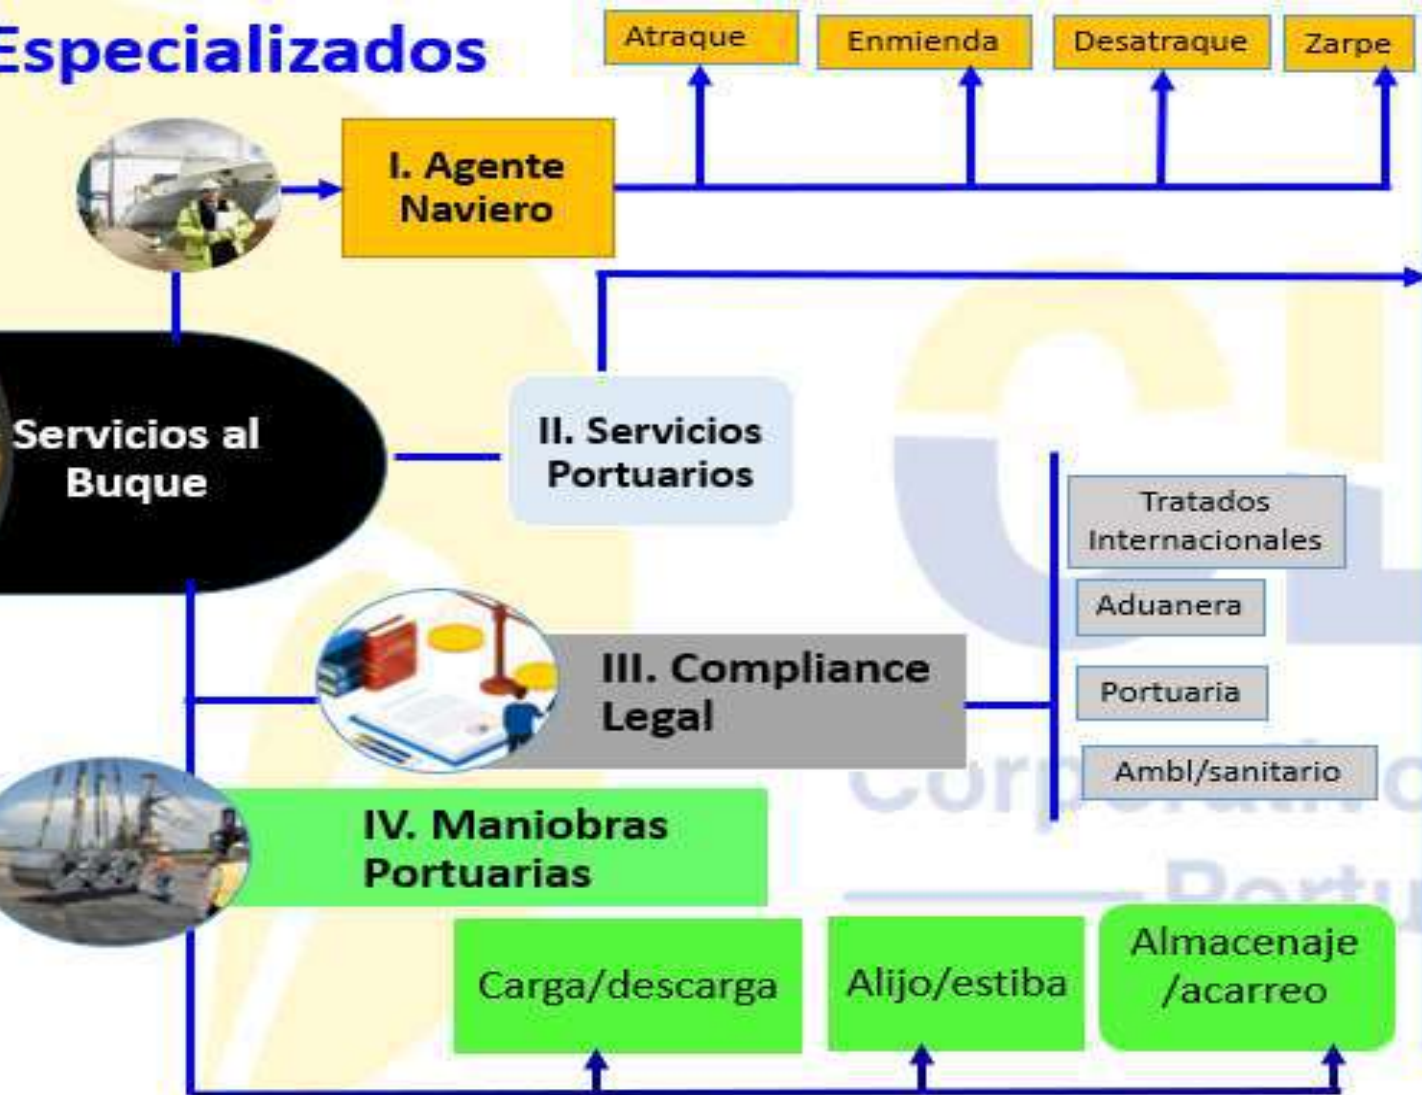 Especializados
Atraque
Enmienda
Desatraque
Zarpe
I. Agente
Naviero
Servicios al
Buque
II. Servicios
Portuarios
Tratados
Internacionales
Aduanera
Portuaria
Ambl/sanitario
III. Compliance
Legal
IV. Maniobras
Portuarias
Carga/descarga
Alijo/estiba
Almacenaje
/acarreo